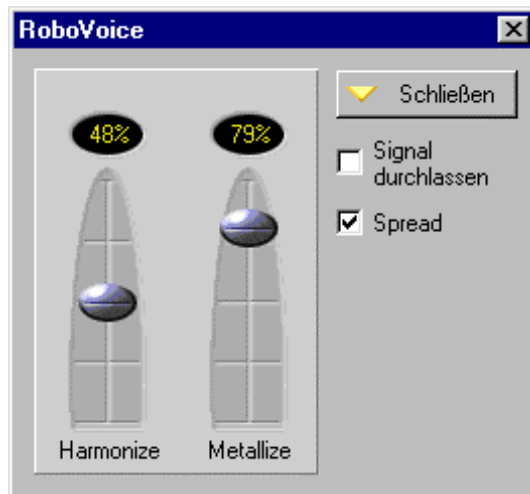 RoboVoice
48% 79%
Harmonize Metallize
Schließen
Signal
durchlassen
Spread